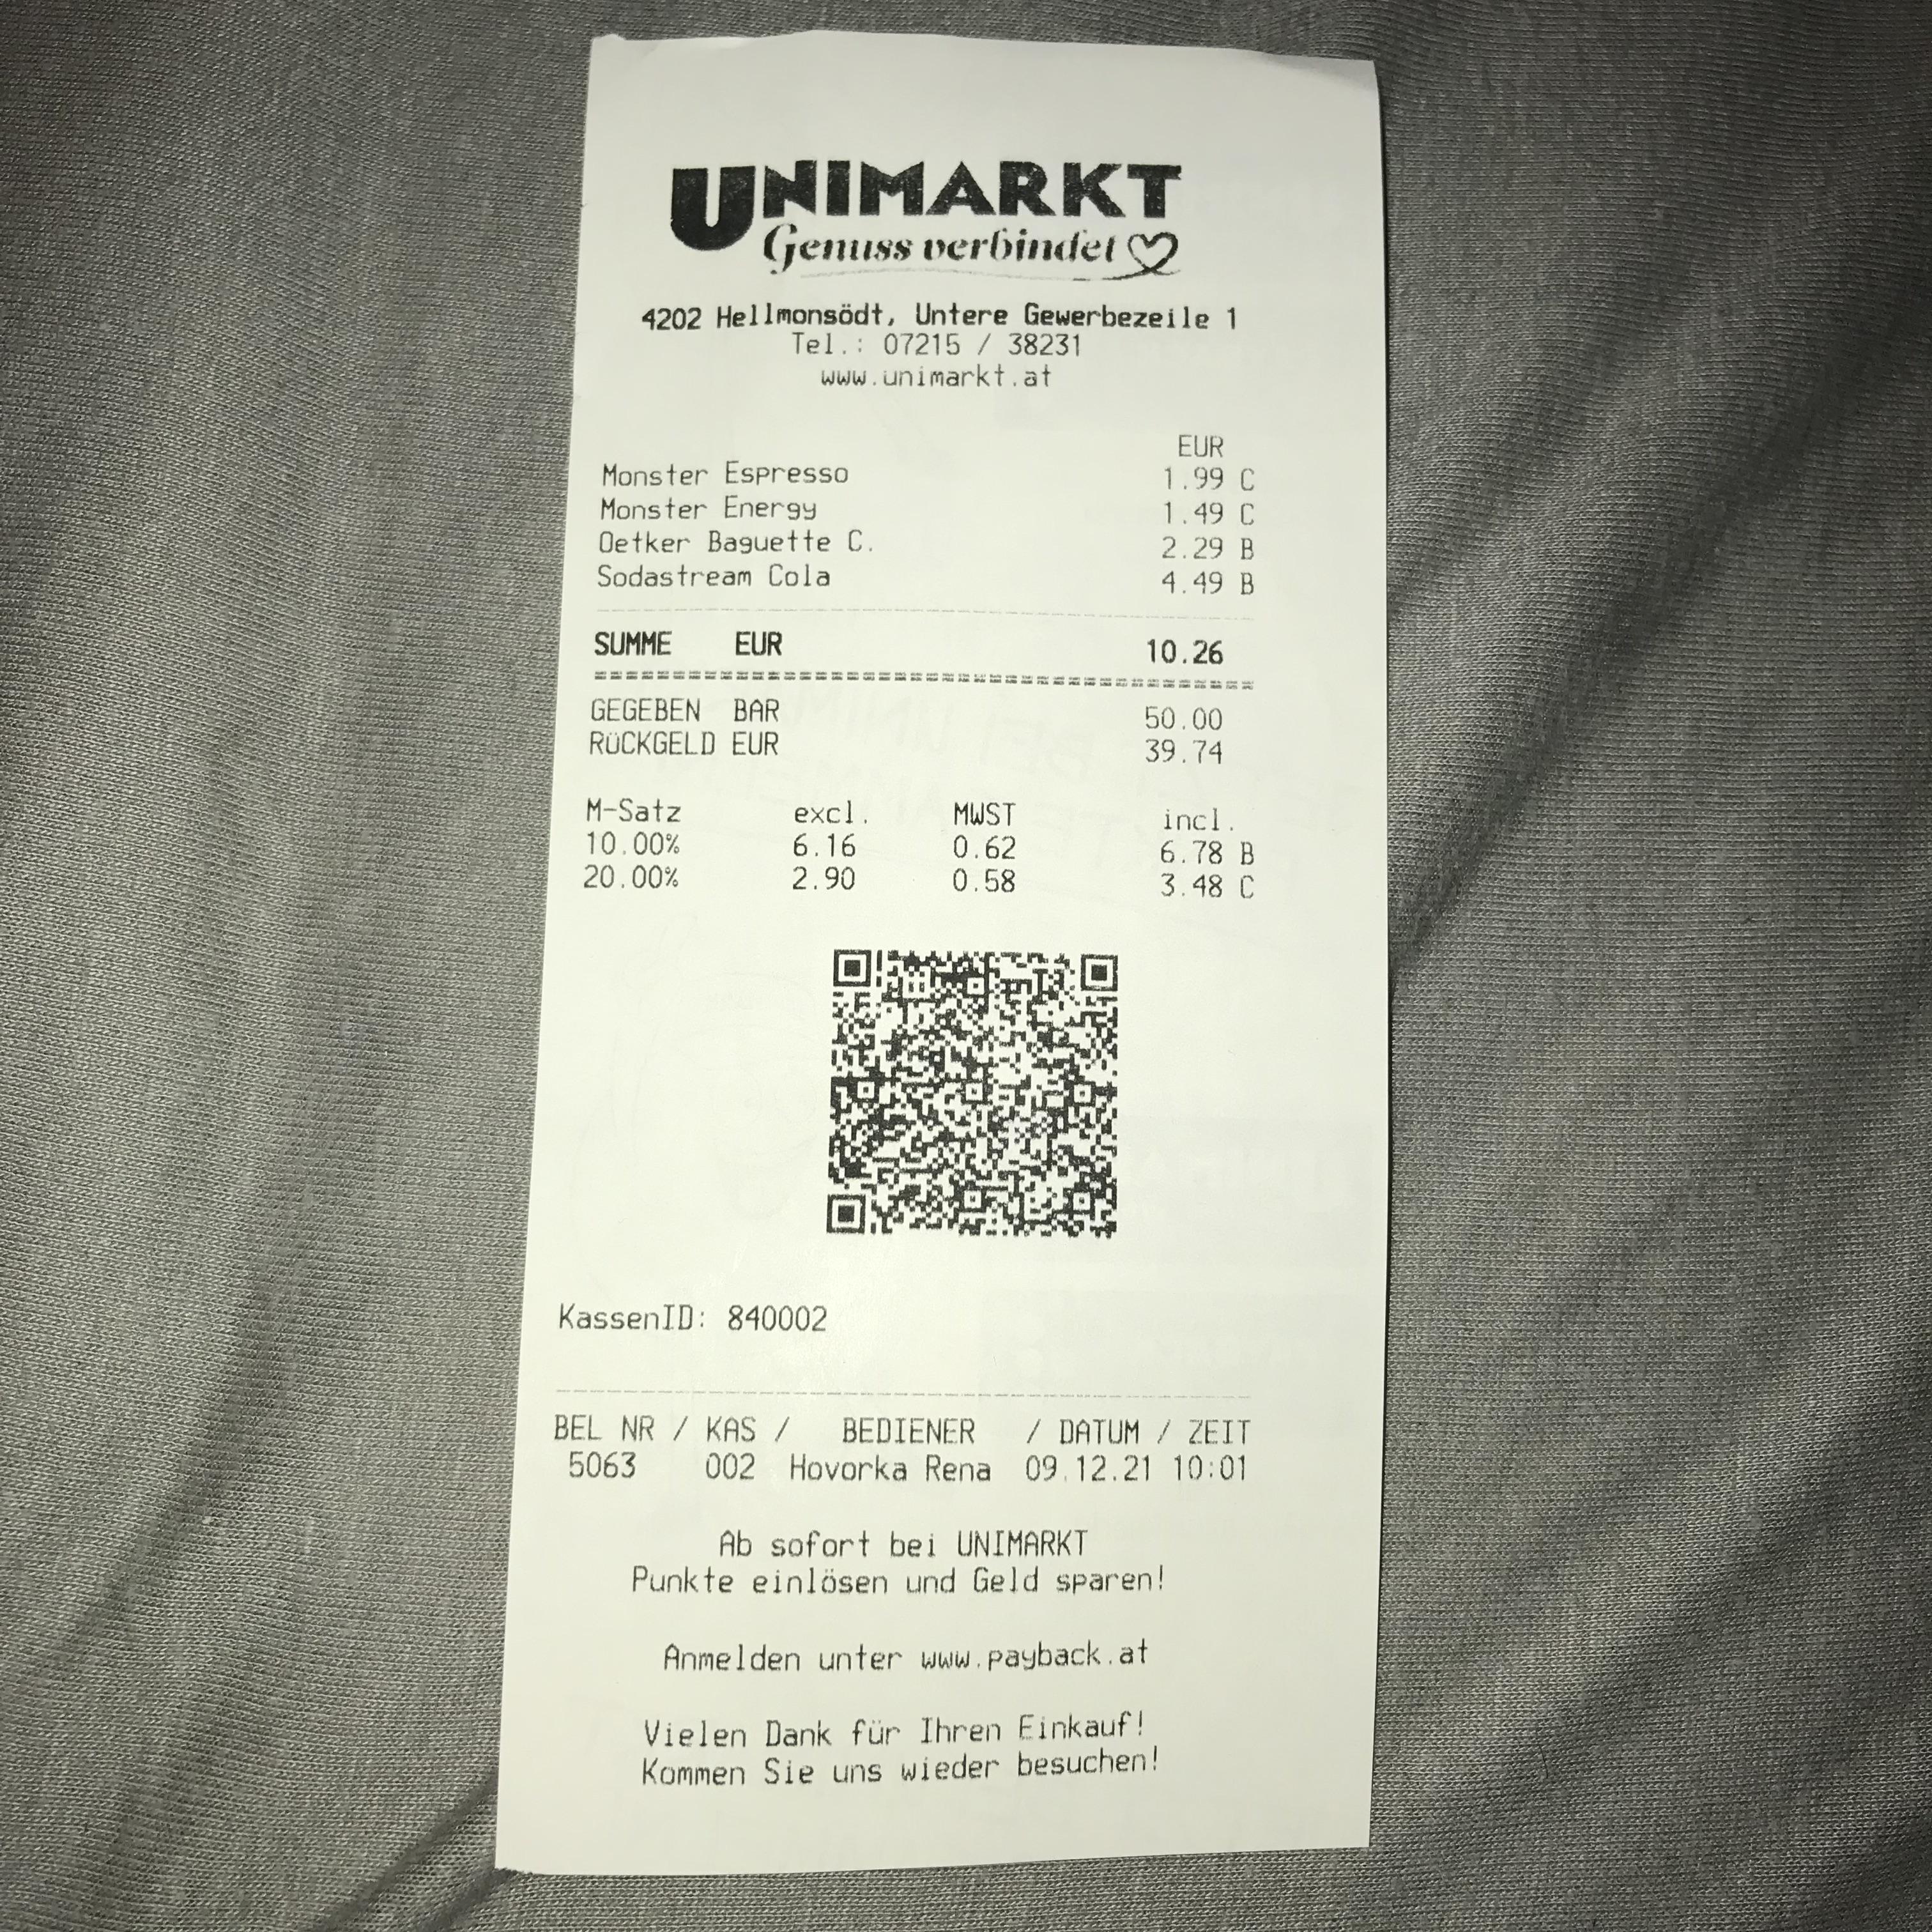 UNIMARKT
Genuss verbindet
4202 Hellmonsödt, Untere Gewerbezeile 1
Tel.: 07215 / 38231
www.unimarkt.at
EUR
Monster Espresso 1.99 C
Monster Energy 1.49 C
Oetker Baguette C. 2.29 B
Sodastream Cola 4.49 B
SUMME EUR 10.26
GEGEBEN BAR 50.00
RÜCKGELD EUR 39.74
M-Satz excl. MWST incl.
10.00% 6.16 0.62 6.78 B
20.00% 2.90 0.58 3.48 C
KassenID: 840002
BEL NR / KAS / BEDIENER / DATUM / ZEIT
5063 002 Hovorka Rena 09.12.21 10:01
Ab sofort bei UNIMARKT
Punkte einlösen und Geld sparen!
Anmelden unter www.payback.at
Vielen Dank für Ihren Einkauf!
Kommen Sie uns wieder besuchen!